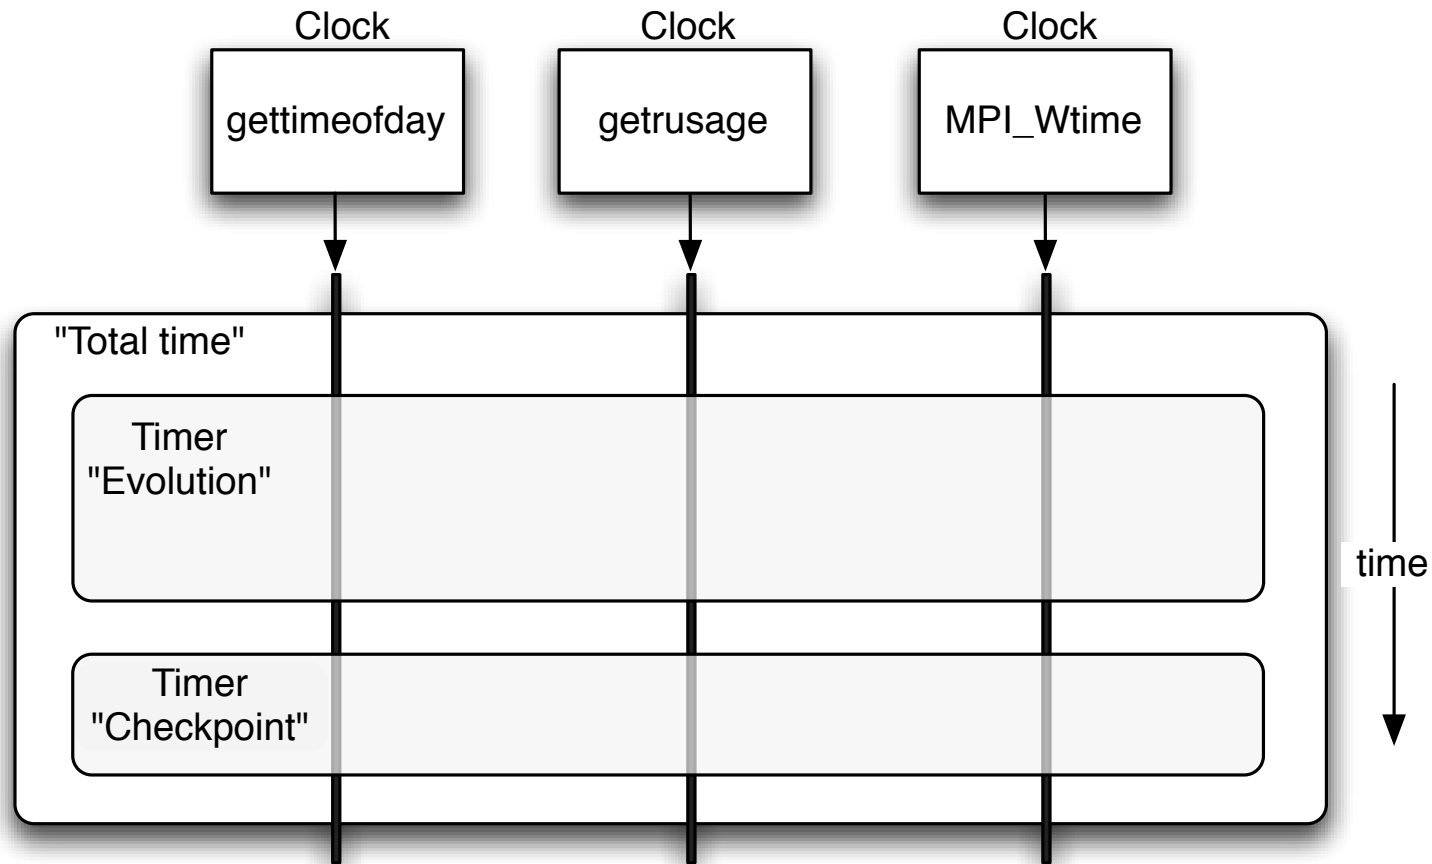 Clock
Clock
Clock
gettimeofday
getrusage
MPI_Wtime
"Total time"
Timer
"Evolution"
time
Timer
"Checkpoint"